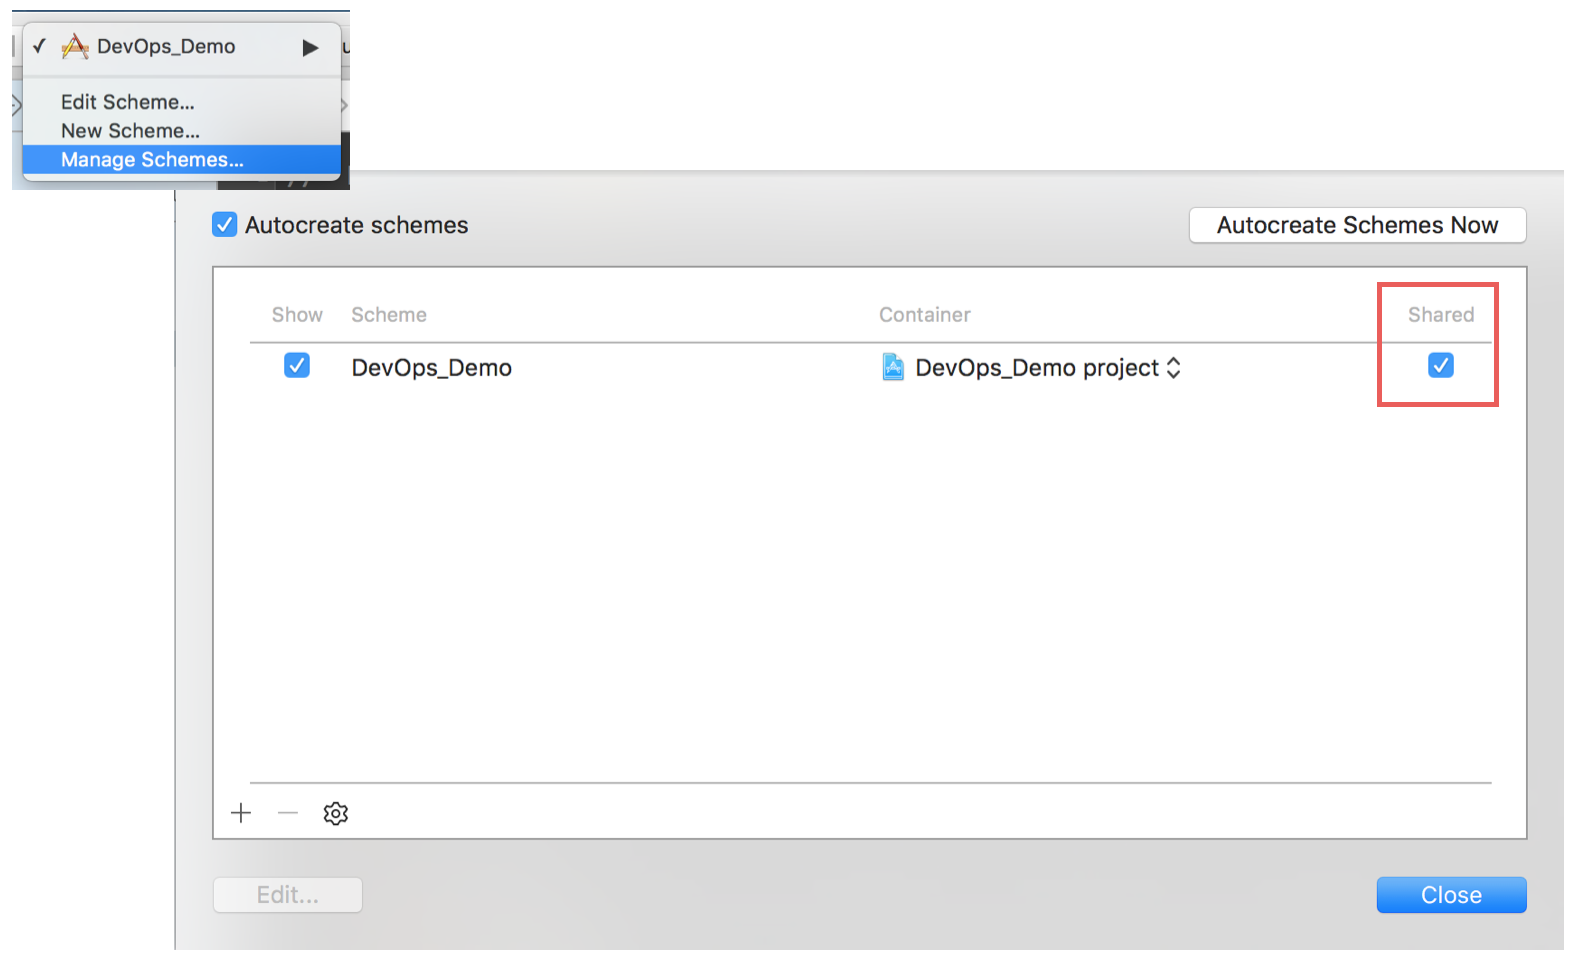 DevOps_Demo
Edit Scheme...
New Scheme...
Manage Schemes...
Autocreate schemes
Autocreate Schemes Now
Show Scheme Container Shared
DevOps_Demo DevOps_Demo project
Edit...
Close